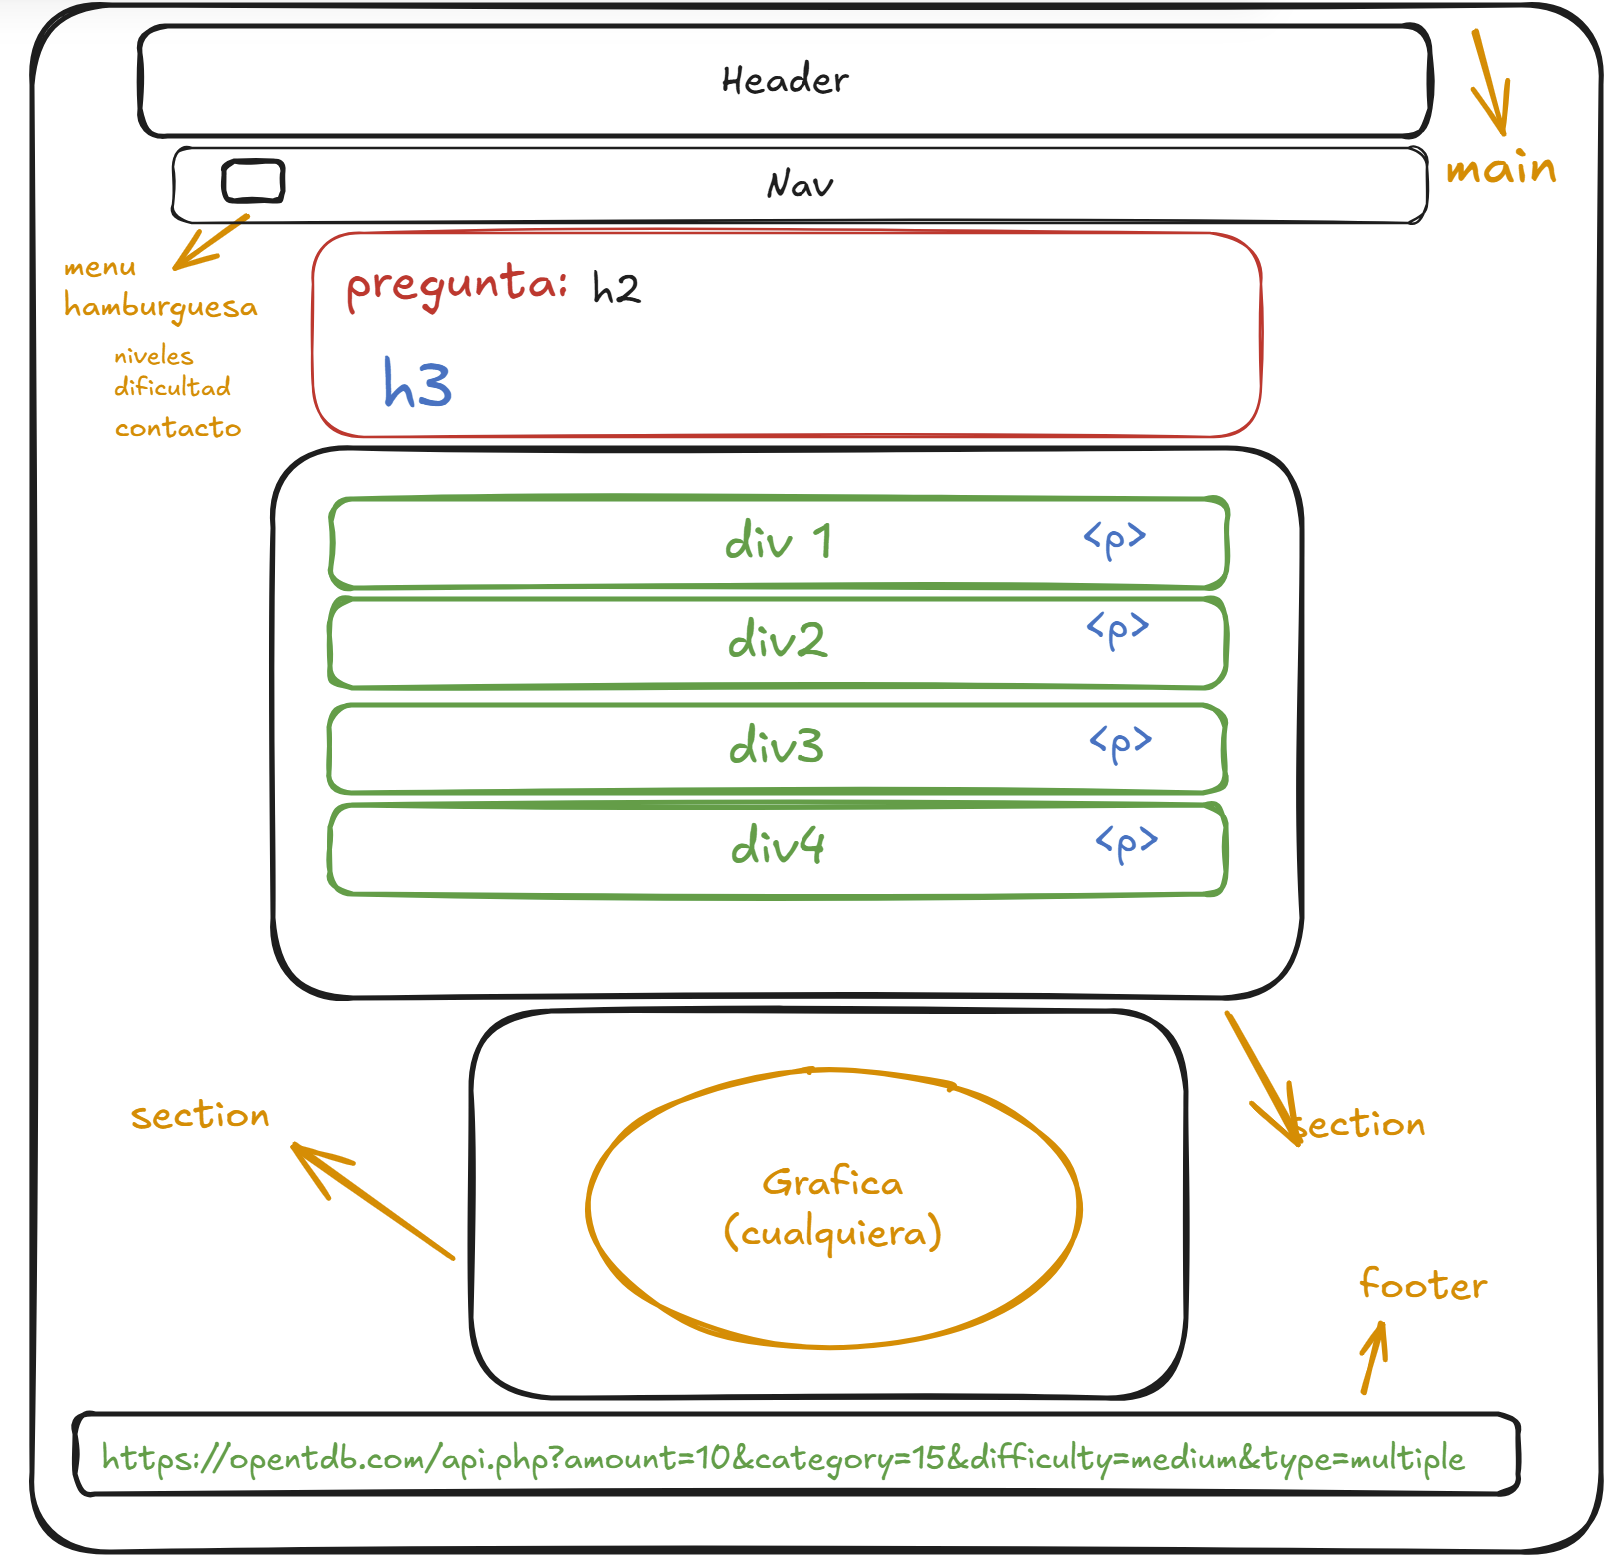 Header
main
Nav
menu
hamburguesa
niveles
dificultad
contacto
pregunta: h2
h3
div 1 <p>
div2 <p>
div3 <p>
div4 <p>
section
section
Grafica
(cualquiera)
footer
https://opentdb.com/api.php?amount=10&category=15&difficulty=medium&type=multiple